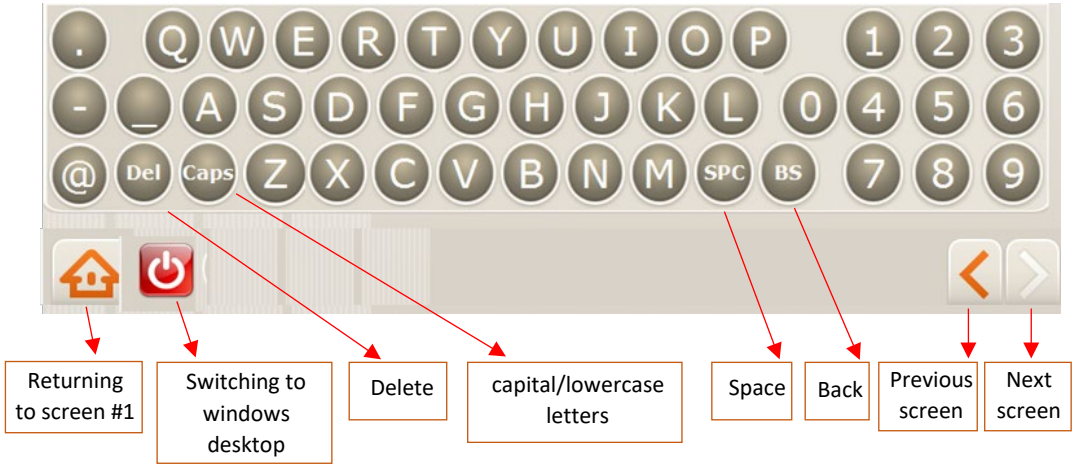 . Q W E R T Y U I O P 1 2 3
- _ A S D F G H J K L 0 4 5 6
@ Del Caps Z X C V B N M SPC BS 7 8 9
Returning
to screen #1
Switching to
windows
desktop
Delete
capital/lowercase
letters
Space
Back
Previous
screen
Next
screen